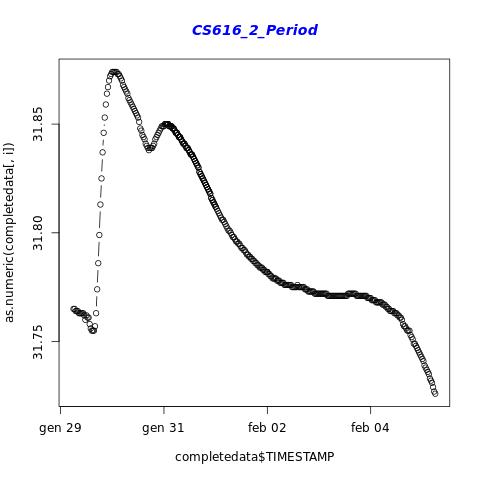 CS616_2_Period
as.numeric(completedata[, i])
31.85
31.80
31.75
gen 29
gen 31
feb 02
feb 04
completedata$TIMESTAMP